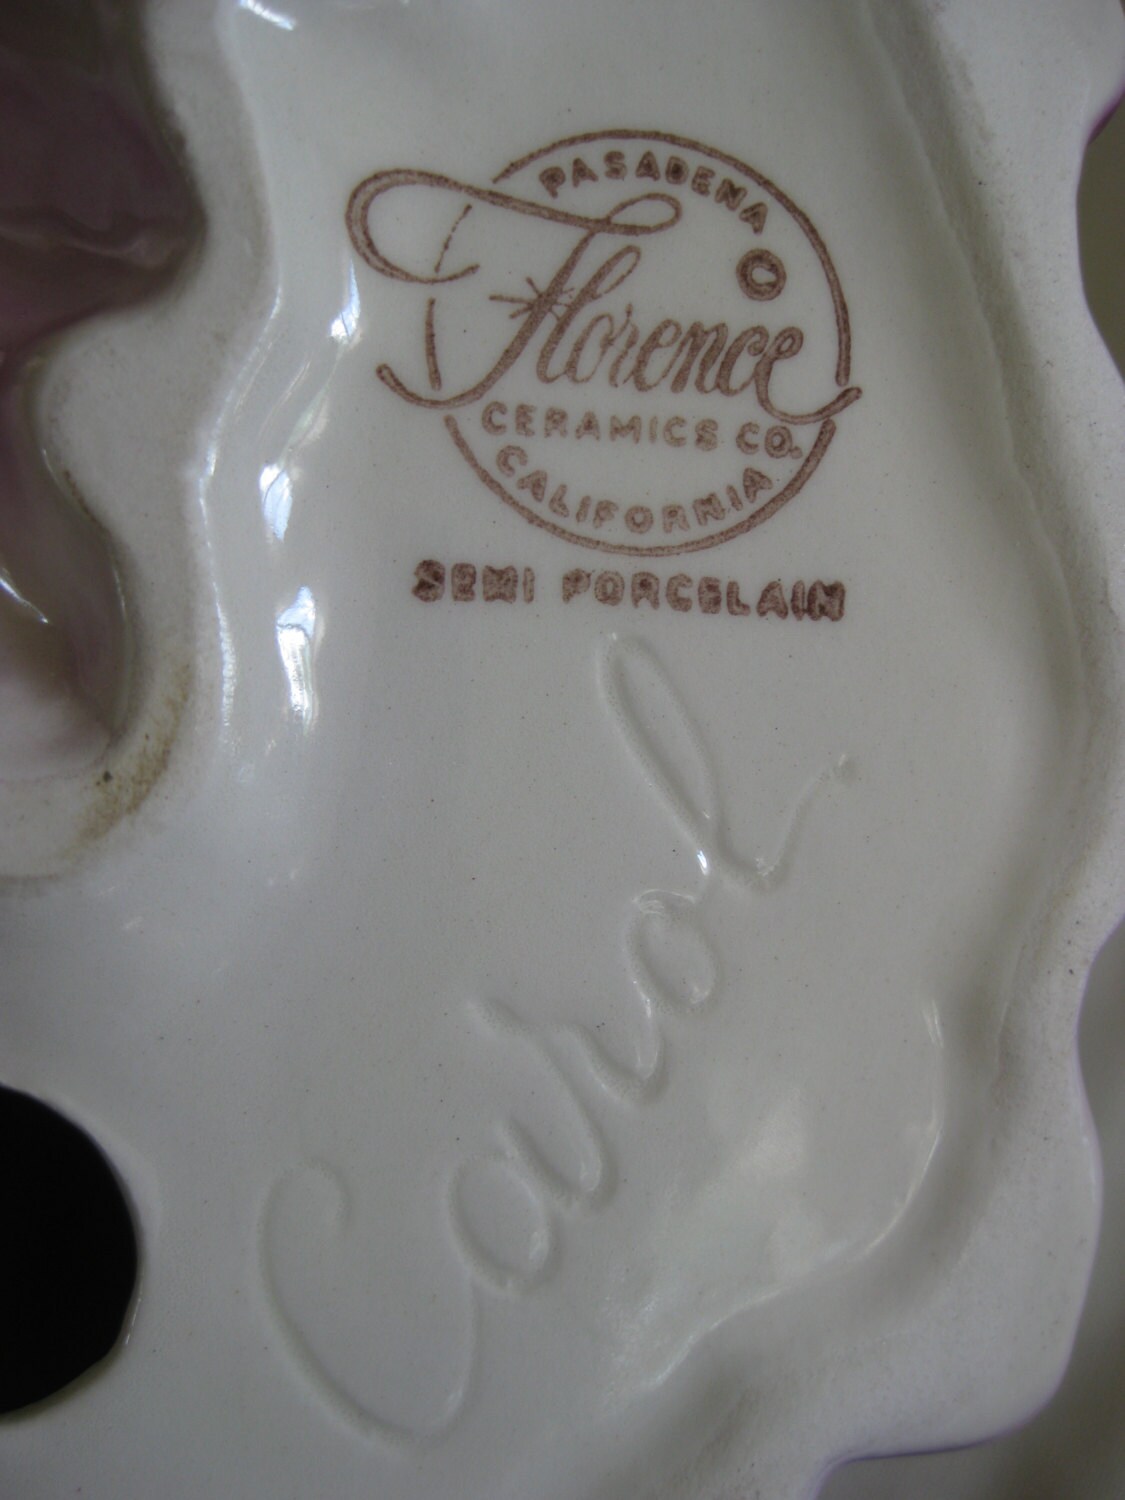 PASADENA
©
Florence
CERAMICS CO.
CALIFORNIA
SEMI PORCELAIN
Carol